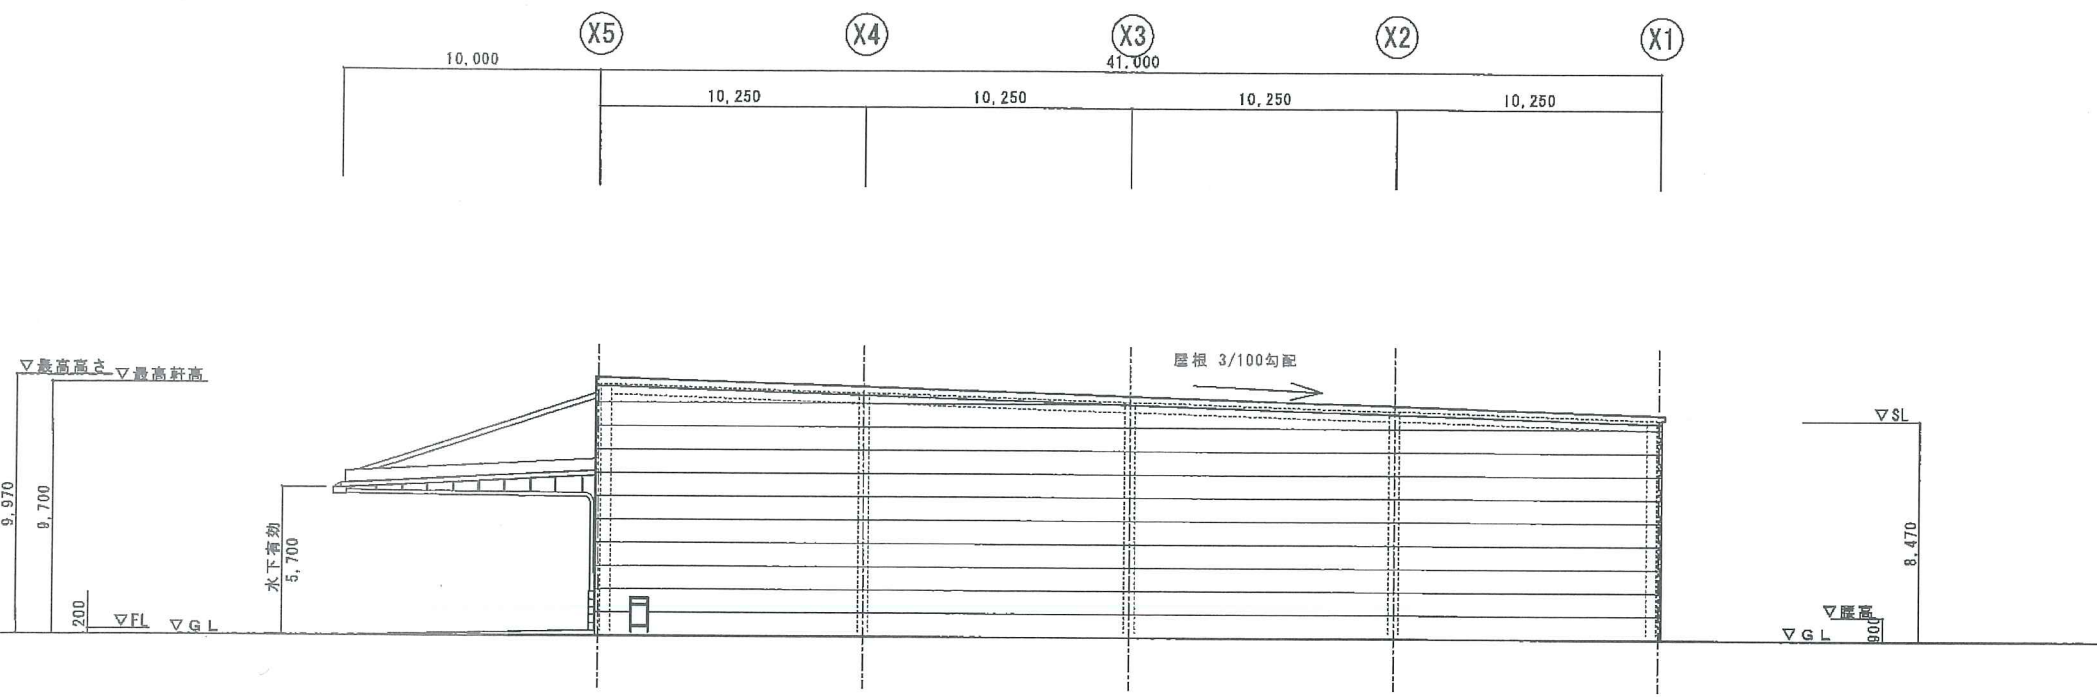 X5
X4
X3
X2
X1
10,000
41,000
10,250
10,250
10,250
10,250
屋根 3/100勾配
▽最高高さ
▽最高軒高
▽SL
9,970
9,700
水下有効
5,700
8,470
200
▽FL
▽GL
▽腰高
900
▽GL